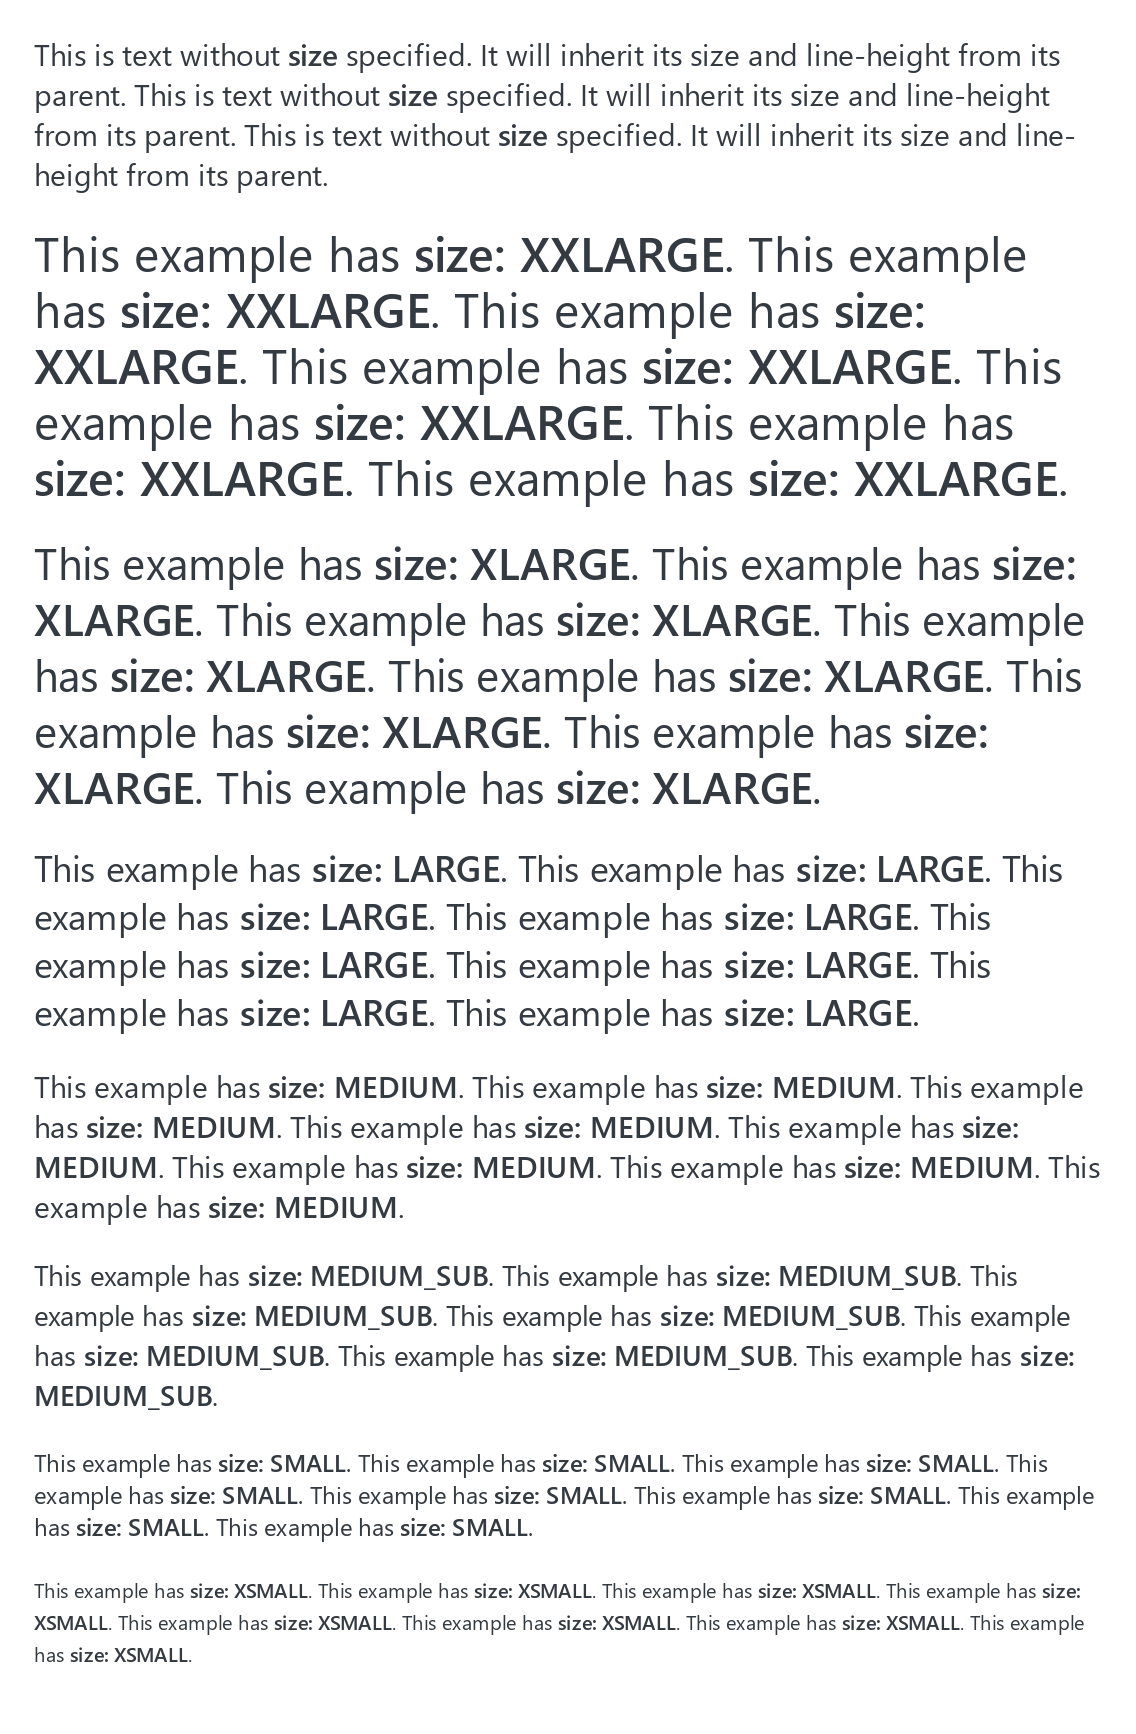 This is text without size specified. It will inherit its size and line-height from its
parent. This is text without size specified. It will inherit its size and line-height
from its parent. This is text without size specified. It will inherit its size and line-
height from its parent.
This example has size: XXLARGE. This example
has size: XXLARGE. This example has size:
XXLARGE. This example has size: XXLARGE. This
example has size: XXLARGE. This example has
size: XXLARGE. This example has size: XXLARGE.
This example has size: XLARGE. This example has size:
XLARGE. This example has size: XLARGE. This example
has size: XLARGE. This example has size: XLARGE. This
example has size: XLARGE. This example has size:
XLARGE. This example has size: XLARGE.
This example has size: LARGE. This example has size: LARGE. This
example has size: LARGE. This example has size: LARGE. This
example has size: LARGE. This example has size: LARGE. This
example has size: LARGE. This example has size: LARGE.
This example has size: MEDIUM. This example has size: MEDIUM. This example
has size: MEDIUM. This example has size: MEDIUM. This example has size:
MEDIUM. This example has size: MEDIUM. This example has size: MEDIUM. This
example has size: MEDIUM.
This example has size: MEDIUM_SUB. This example has size: MEDIUM_SUB. This
example has size: MEDIUM_SUB. This example has size: MEDIUM_SUB. This example
has size: MEDIUM_SUB. This example has size: MEDIUM_SUB. This example has size:
MEDIUM_SUB.
This example has size: SMALL. This example has size: SMALL. This example has size: SMALL. This
example has size: SMALL. This example has size: SMALL. This example has size: SMALL. This example
has size: SMALL. This example has size: SMALL.
This example has size: XSMALL. This example has size: XSMALL. This example has size: XSMALL. This example has size:
XSMALL. This example has size: XSMALL. This example has size: XSMALL. This example has size: XSMALL. This example
has size: XSMALL.